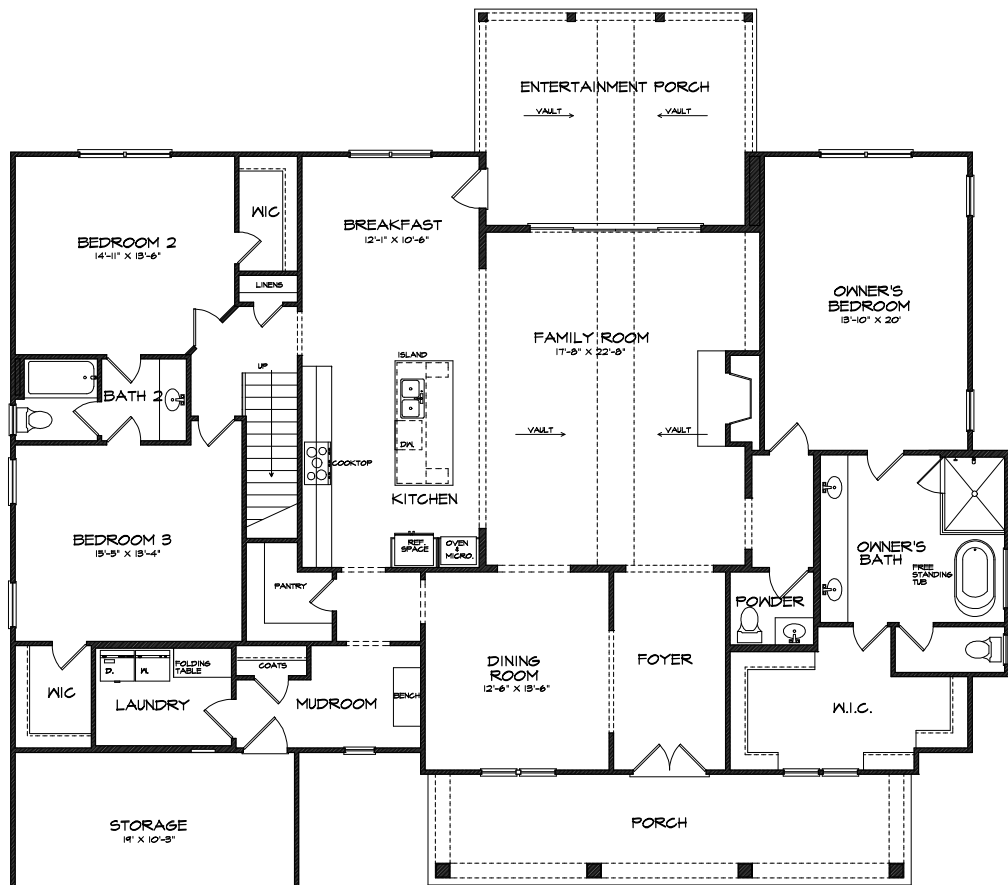 ENTERTAINMENT PORCH
VAULT
VAULT
BEDROOM 2
14'-11" X 13'-6"
WIC
LINENS
BREAKFAST
12'-1" X 10'-6"
FAMILY ROOM
17'-8" X 22'-8"
OWNER'S
BEDROOM
13'-10" X 20'
ISLAND
UP
BATH 2
DW.
VAULT
VAULT
COOKTOP
KITCHEN
BEDROOM 3
15'-5" X 13'-4"
REF.
SPACE
OVEN
&
MICRO.
OWNER'S
BATH
FREE
STANDING
TUB
PANTRY
POWDER
WIC
D.
W.
FOLDING
TABLE
COATS
LAUNDRY
MUDROOM
BENCH
DINING
ROOM
12'-6" X 13'-6"
FOYER
W.I.C.
STORAGE
19' X 10'-3"
PORCH